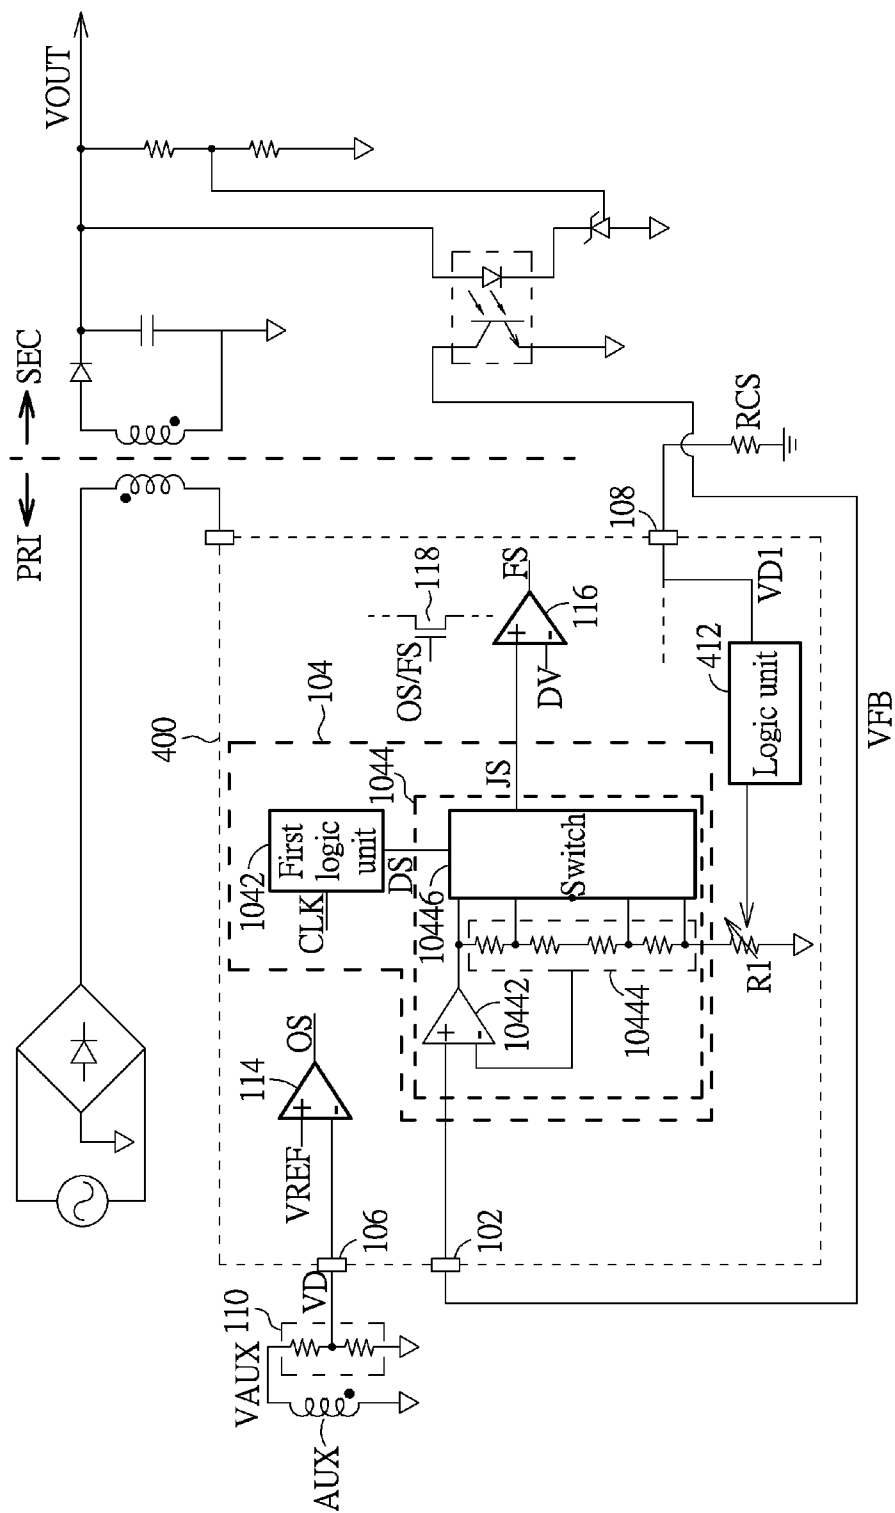 AUX
VAUX
110
VD
106
102
VREF
114
OS
400
104
1042
First
logic
unit
CLK
DS
1044
10446
Switch
JS
10442
10444
R1
OS/FS
118
DV
FS
116
412
Logic unit
VD1
108
RCS
VFB
PRI
SEC
VOUT